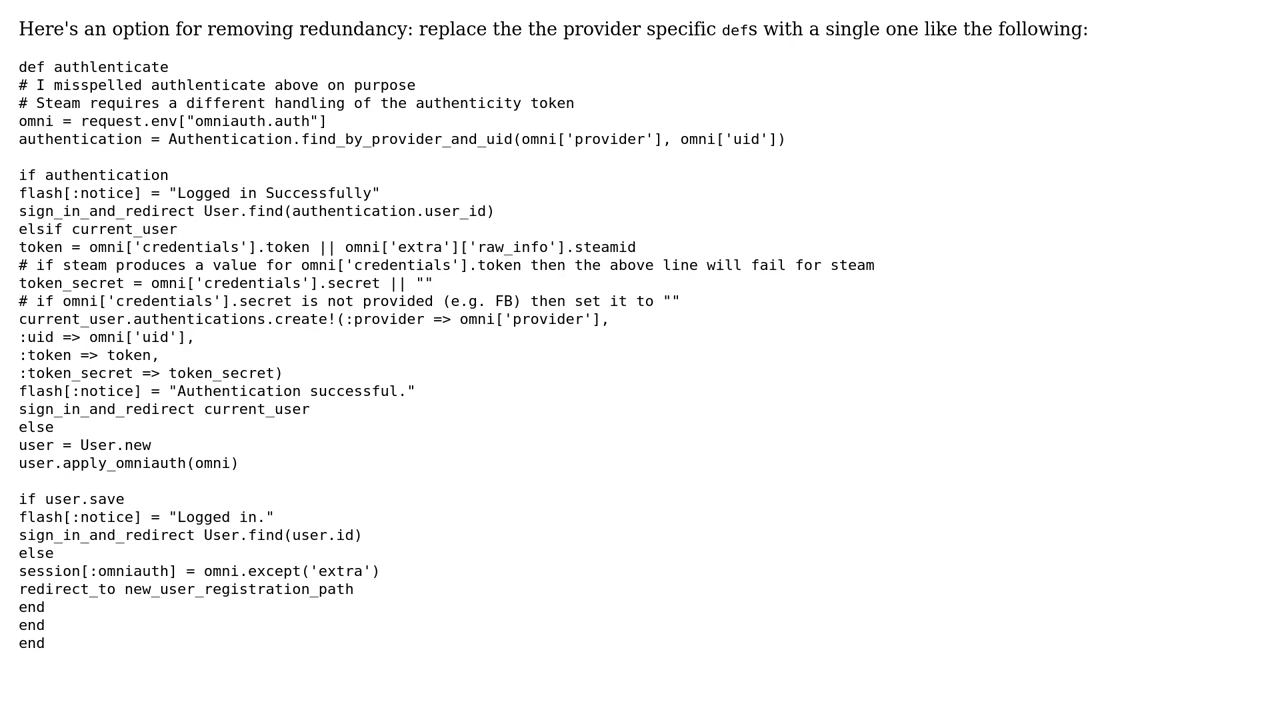 Here's an option for removing redundancy: replace the the provider specific defs with a single one like the following:
def authlenticate
# I misspelled authlenticate above on purpose
# Steam requires a different handling of the authenticity token
omni = request.env["omniauth.auth"]
authentication = Authentication.find_by_provider_and_uid(omni['provider'], omni['uid'])

if authentication
flash[:notice] = "Logged in Successfully"
sign_in_and_redirect User.find(authentication.user_id)
elsif current_user
token = omni['credentials'].token || omni['extra']['raw_info'].steamid
# if steam produces a value for omni['credentials'].token then the above line will fail for steam
token_secret = omni['credentials'].secret || ""
# if omni['credentials'].secret is not provided (e.g. FB) then set it to ""
current_user.authentications.create!(:provider => omni['provider'],
:uid => omni['uid'],
:token => token,
:token_secret => token_secret)
flash[:notice] = "Authentication successful."
sign_in_and_redirect current_user
else
user = User.new
user.apply_omniauth(omni)

if user.save
flash[:notice] = "Logged in."
sign_in_and_redirect User.find(user.id)
else
session[:omniauth] = omni.except('extra')
redirect_to new_user_registration_path
end
end
end